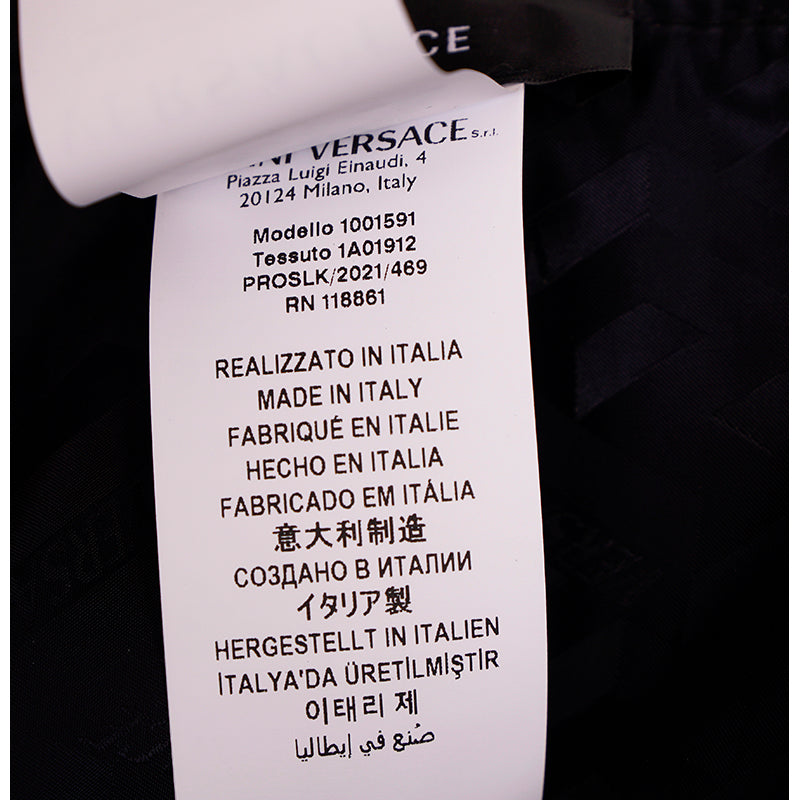 CE
VERSACE S.r.l.
Piazza Luigi Einaudi, 4
20124 Milano, Italy
Modello 1001591
Tessuto 1A01912
PROSLK/2021/469
RN 118861
REALIZZATO IN ITALIA
MADE IN ITALY
FABRIQUÉ EN ITALIE
HECHO EN ITALIA
FABRICADO EM ITÁLIA
意大利制造
СОЗДАНО В ИТАЛИИ
イタリア製
HERGESTELLT IN ITALIEN
İTALYA'DA ÜRETİLMİŞTİR
이태리 제
صُنع في إيطاليا